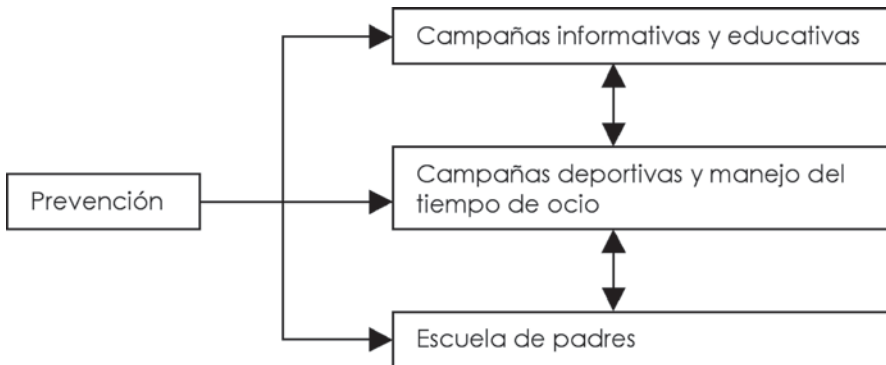 Campañas informativas y educativas
Prevención
Campañas deportivas y manejo del
tiempo de ocio
Escuela de padres